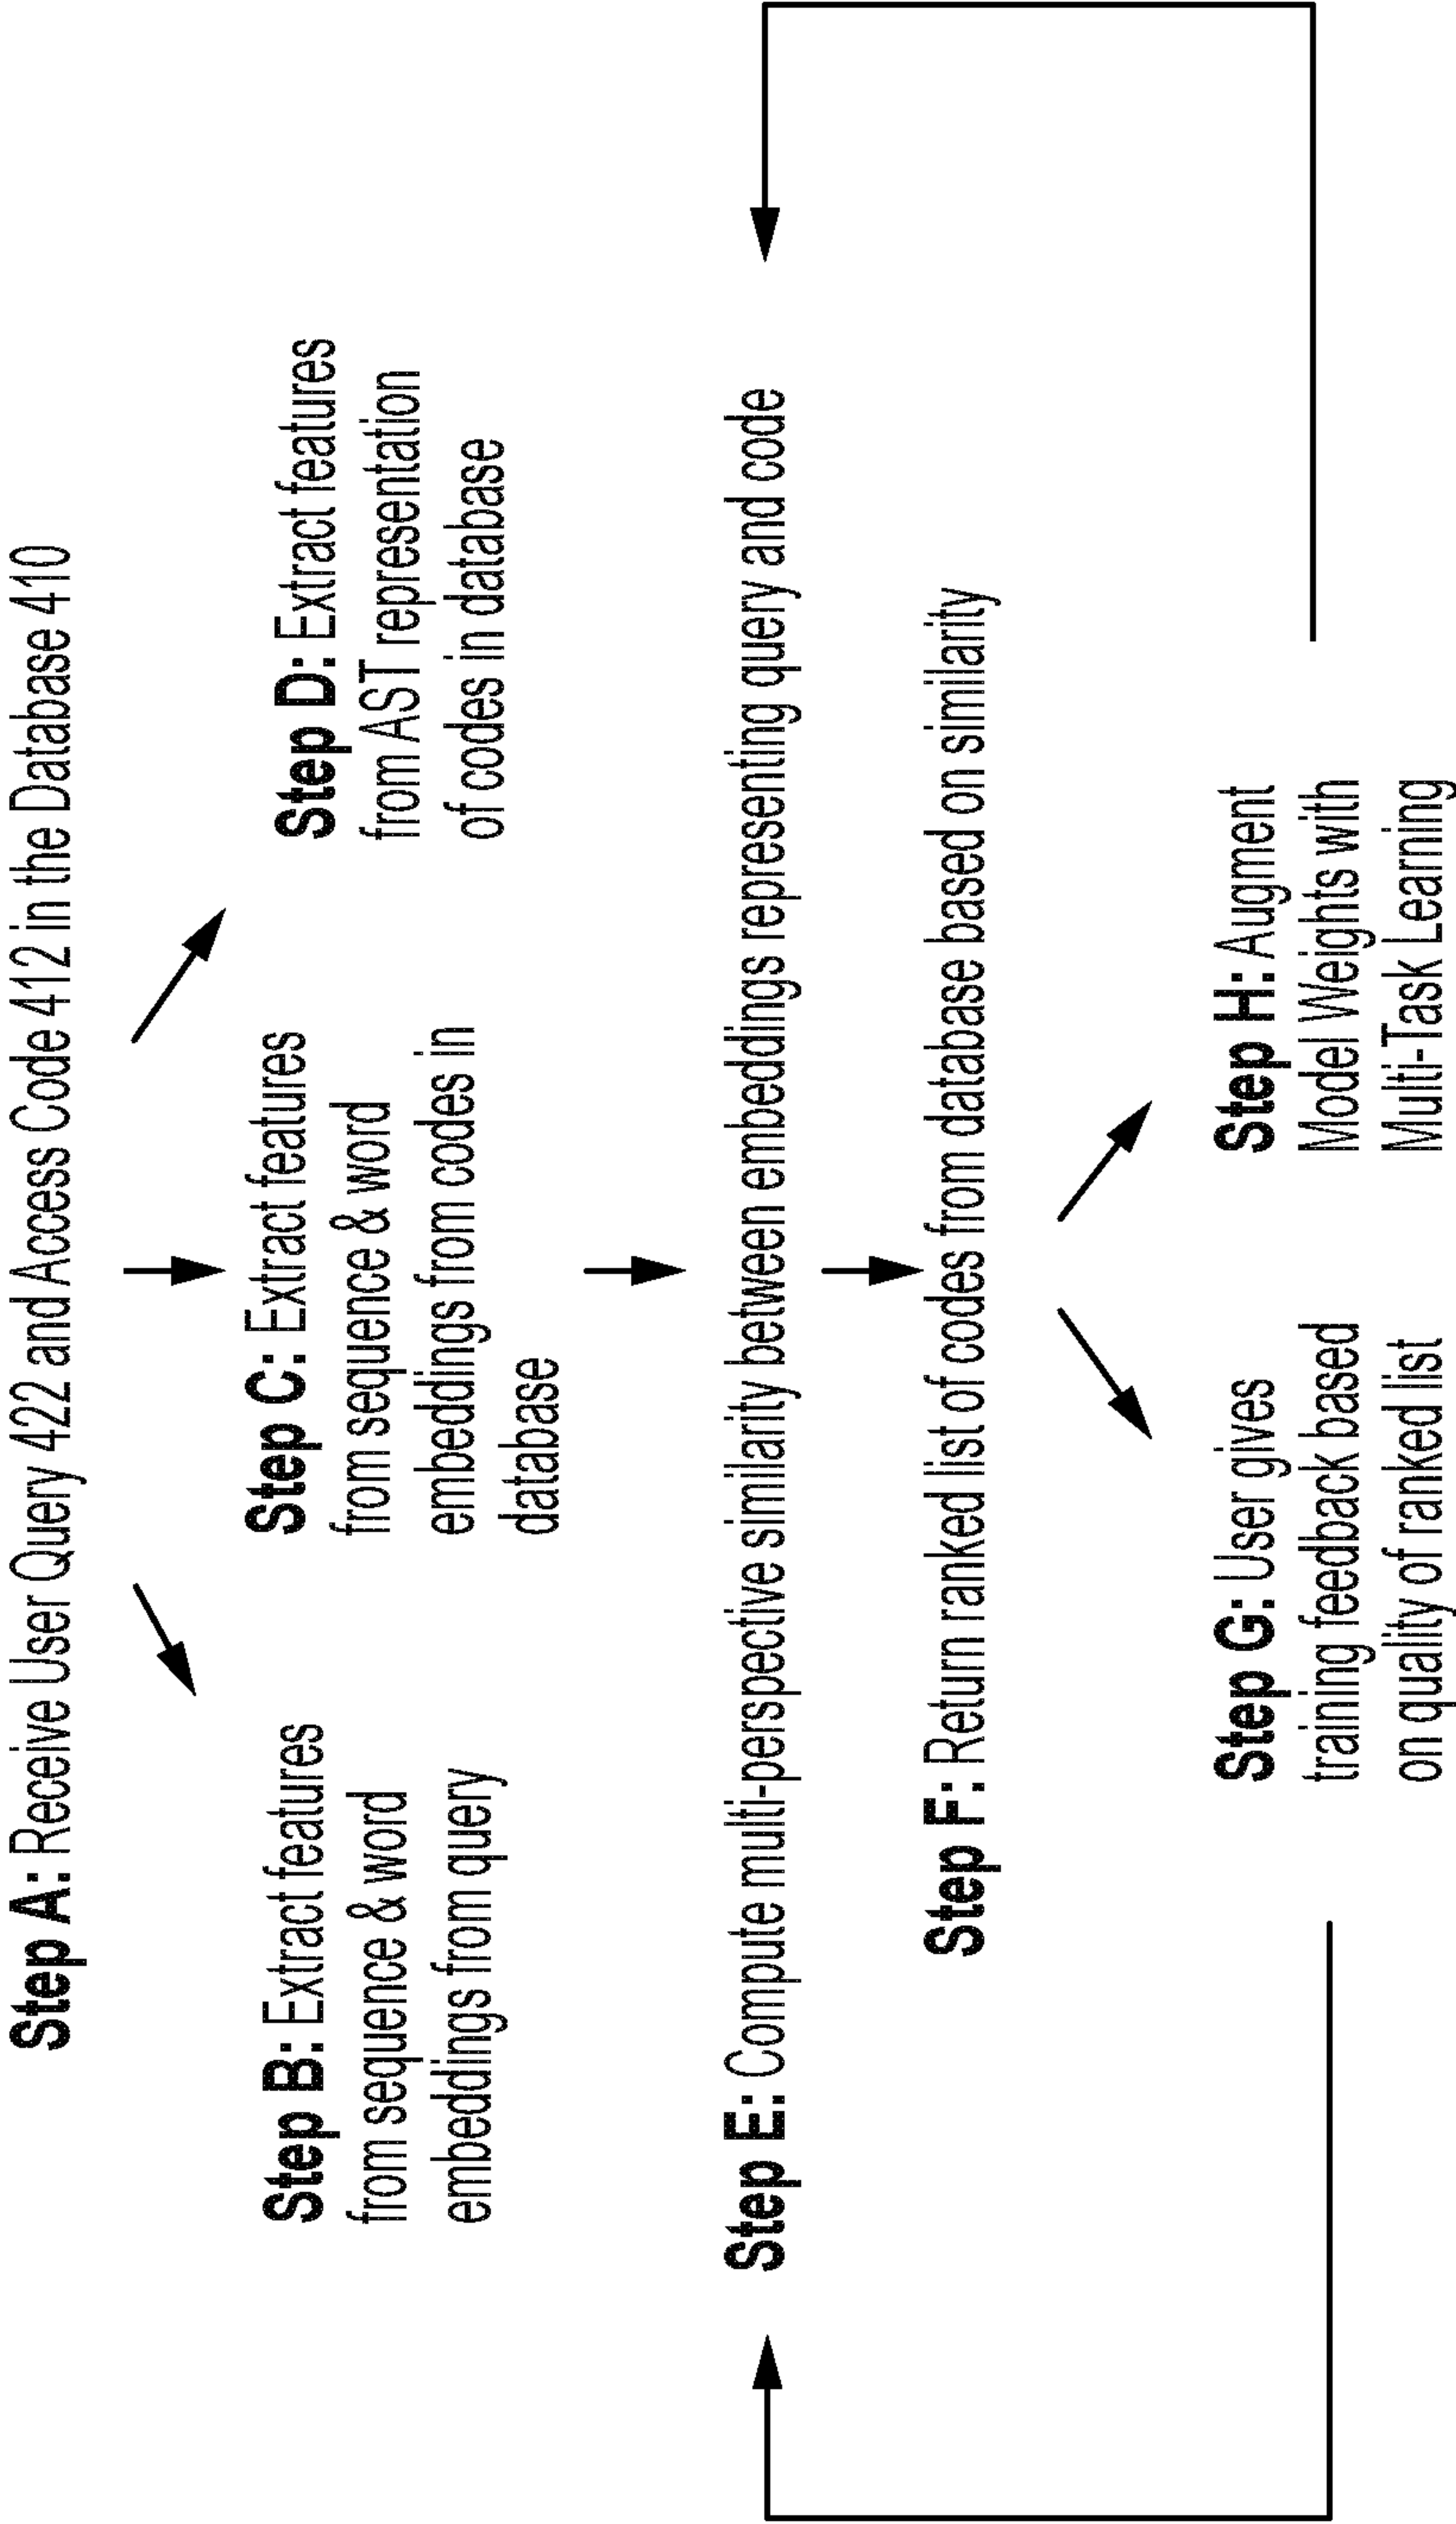 Step A: Receive User Query 422 and Access Code 412 in the Database 410
Step B: Extract features
from sequence & word
embeddings from query
Step C: Extract features
from sequence & word
embeddings from codes in
database
Step D: Extract features
from AST representation
of codes in database
Step E: Compute multi-perspective similarity between embeddings representing query and code
Step F: Return ranked list of codes from database based on similarity
Step G: User gives
training feedback based
on quality of ranked list
Step H: Augment
Model Weights with
Multi-Task Learning